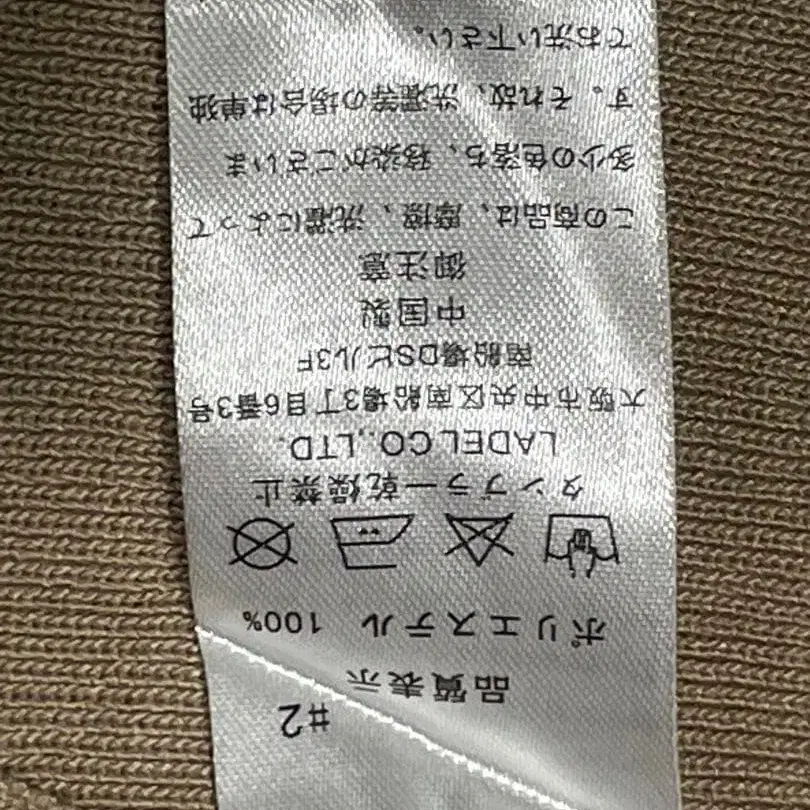 #2
品質表示
ポリエステル 100%
タンブラー乾燥禁止
LADEL CO.,LTD.
大阪市中央区南船場3丁目6番3号
南船場DSビル3F
中国製
御注意
この商品は、摩擦、洗濯によって
多少の色落ち、移染がございま
す。それ故、洗濯等の場合は単独
でお洗い下さい。